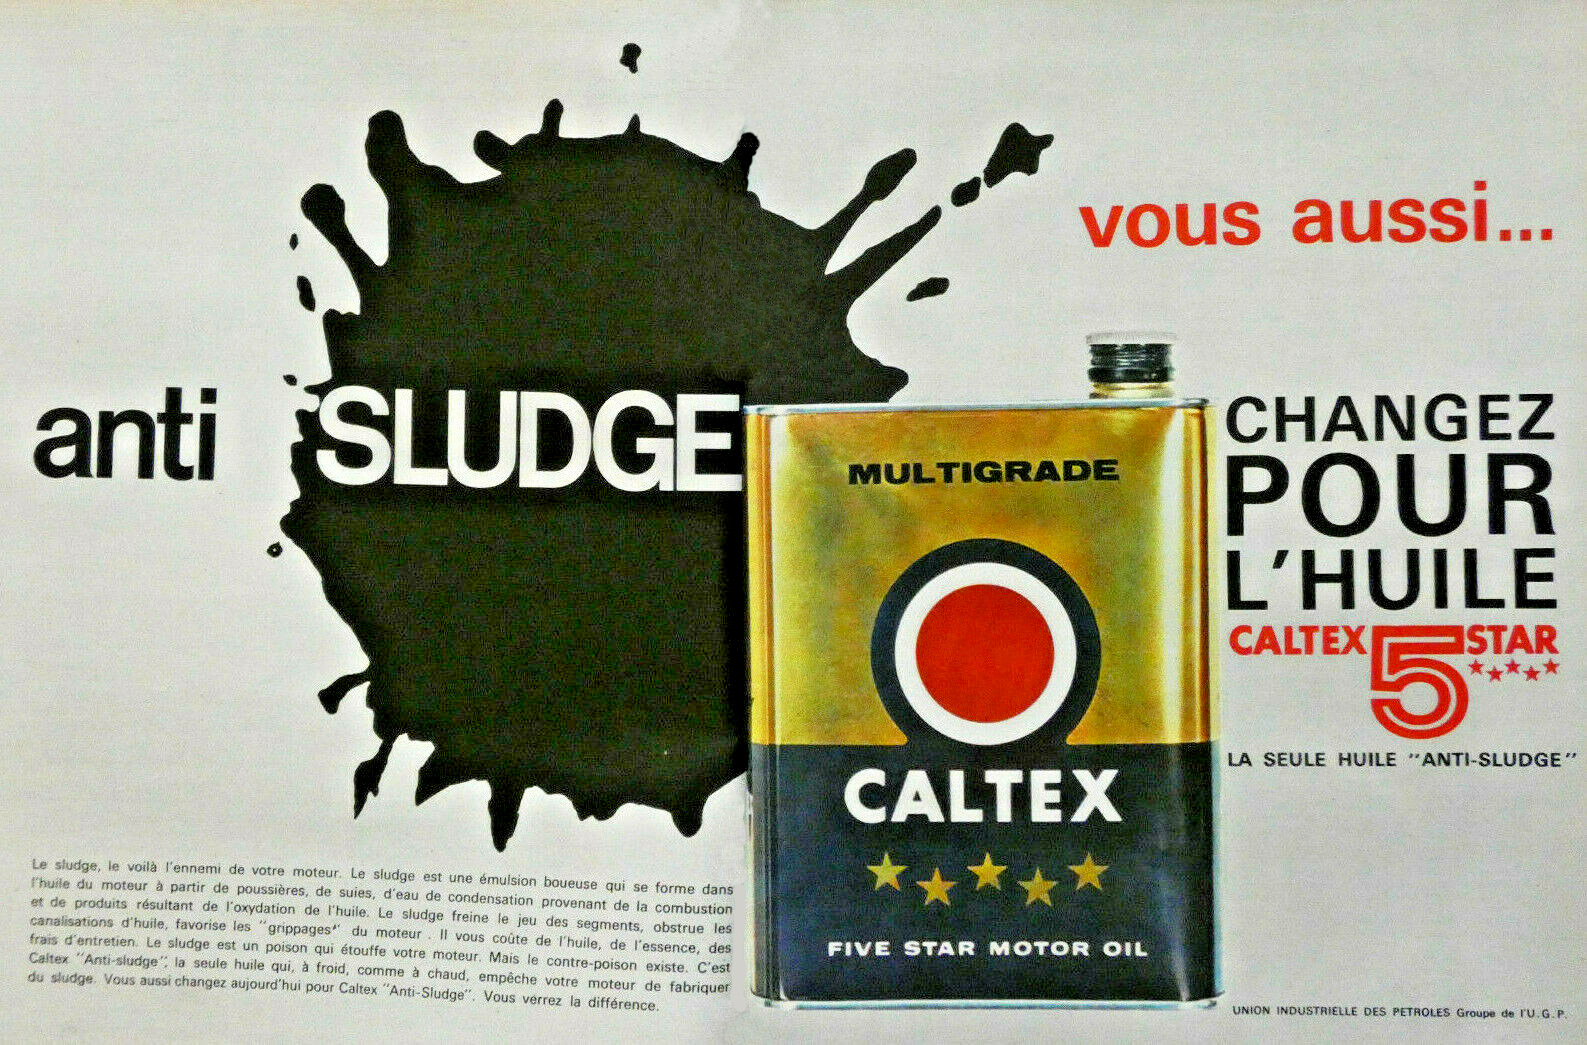 anti SLUDGE
vous aussi...
MULTIGRADE
CALTEX
FIVE STAR MOTOR OIL
CHANGEZ
POUR
L'HUILE
CALTEX 5 STAR
LA SEULE HUILE "ANTI-SLUDGE"
Le sludge, le voilà l'ennemi de votre moteur. Le sludge est une émulsion boueuse qui se forme dans
l'huile du moteur à partir de poussières, de suies, d'eau de condensation provenant de la combustion
et de produits résultant de l'oxydation de l'huile. Le sludge freine le jeu des segments, obstrue les
canalisations d'huile, favorise les "grippages" du moteur . Il vous coûte de l'huile, de l'essence, des
frais d'entretien. Le sludge est un poison qui étouffe votre moteur. Mais le contre-poison existe. C'est
Caltex "Anti-sludge", la seule huile qui, à froid, comme à chaud, empêche votre moteur de fabriquer
du sludge. Vous aussi changez aujourd'hui pour Caltex "Anti-Sludge". Vous verrez la différence.
UNION INDUSTRIELLE DES PETROLES Groupe de l'U.G.P.